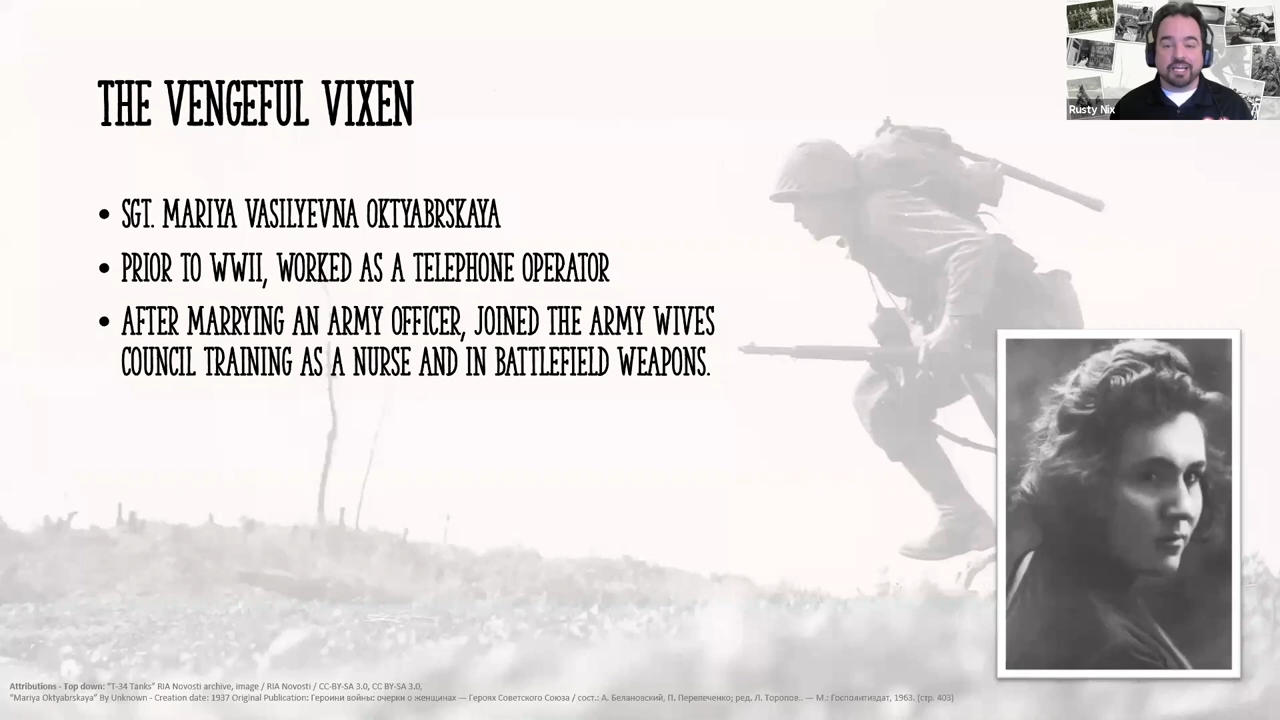 THE VENGEFUL VIXEN
Rusty Nix
• SGT. MARIYA VASILYEVNA OKTYABRSKAYA
• PRIOR TO WWII, WORKED AS A TELEPHONE OPERATOR
• AFTER MARRYING AN ARMY OFFICER, JOINED THE ARMY WIVES
COUNCIL TRAINING AS A NURSE AND IN BATTLEFIELD WEAPONS.
Attributions - Top down: "T-34 Tanks" RIA Novosti archive, image / RIA Novosti / CC-BY-SA 3.0, CC BY-SA 3.0,
"Mariya Oktyabrskaya" By Unknown - Creation date: 1937 Original Publication: Героини войны: очерки о женщинах — Героях Советского Союза / сост.: А. Белановский, П. Перепеченко; ред. Л. Торопов.. — М.: Госполитиздат, 1963. (стр. 403)